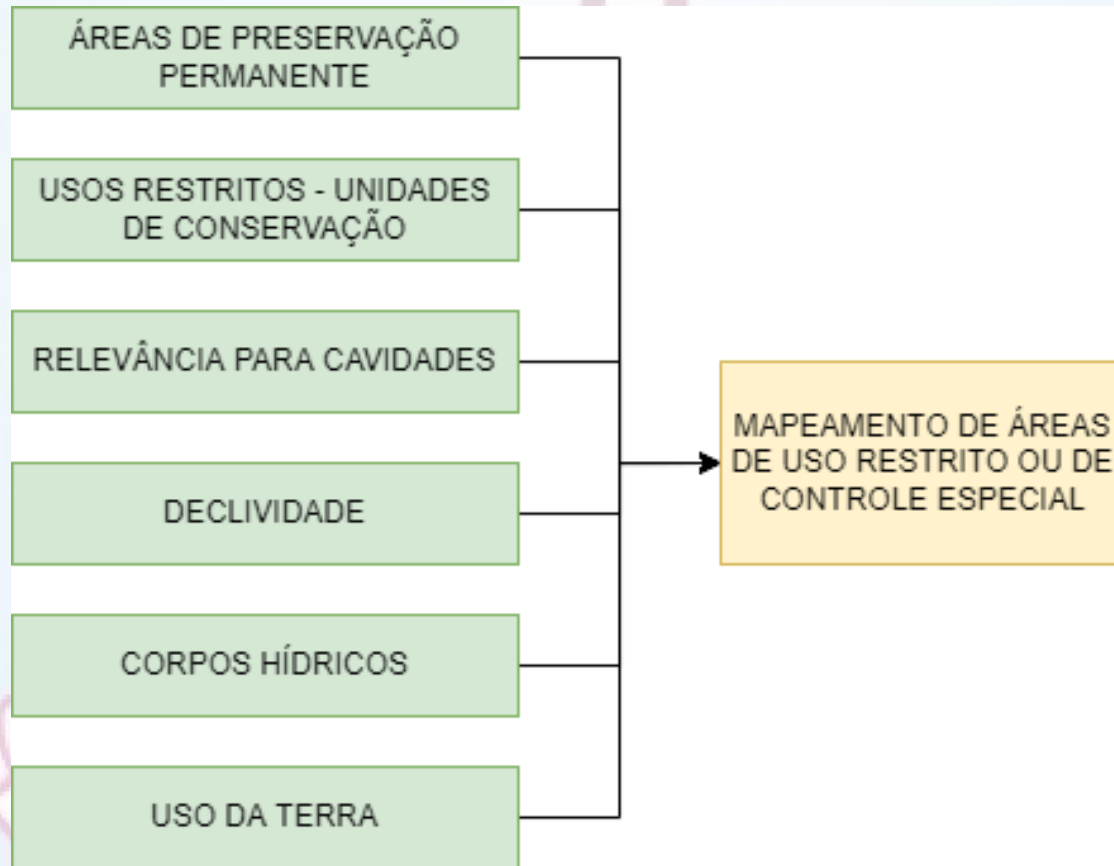 ÁREAS DE PRESERVAÇÃO
PERMANENTE
USOS RESTRITOS - UNIDADES
DE CONSERVAÇÃO
RELEVÂNCIA PARA CAVIDADES
DECLIVIDADE
CORPOS HÍDRICOS
USO DA TERRA
MAPEAMENTO DE ÁREAS
DE USO RESTRITO OU DE
CONTROLE ESPECIAL